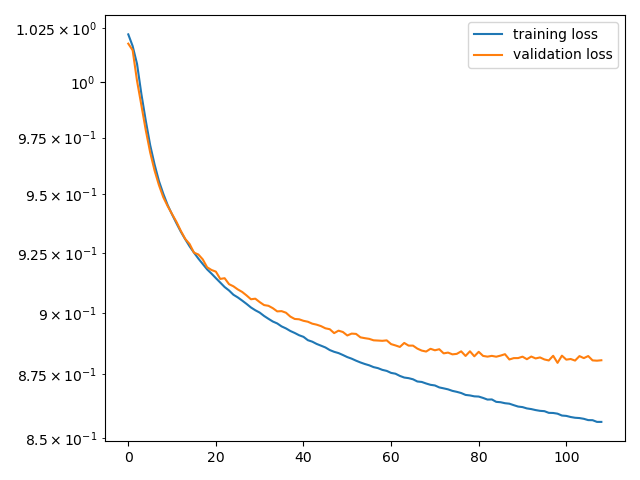 1.025 × 10⁰
10⁰
9.75 × 10⁻¹
9.5 × 10⁻¹
9.25 × 10⁻¹
9 × 10⁻¹
8.75 × 10⁻¹
8.5 × 10⁻¹
0 20 40 60 80 100
training loss
validation loss